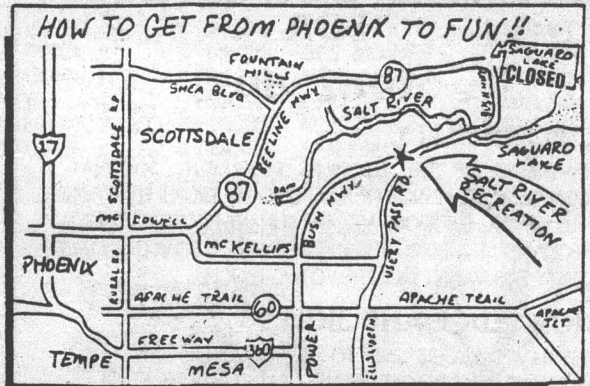 HOW TO GET FROM PHOENIX TO FUN!!
SAGUARO
LAKE
CLOSED
FOUNTAIN
HILLS
87
SHEA BLVD
BUSH HWY
SALT RIVER
BEELINE HWY.
SCOTTSDALE RD
17
SCOTTSDALE
SAGUARO
LAKE
DAM
87
SALT RIVER
RECREATION
BUSH HWY
USERY PASS RD.
MC DOWELL
MCKELLIPS
PHOENIX
RURAL RD
APACHE TRAIL
60
APACHE TRAIL
APACHE
JCT
FREEWAY
360
TEMPE
MESA
POWER
ELLSWORTH